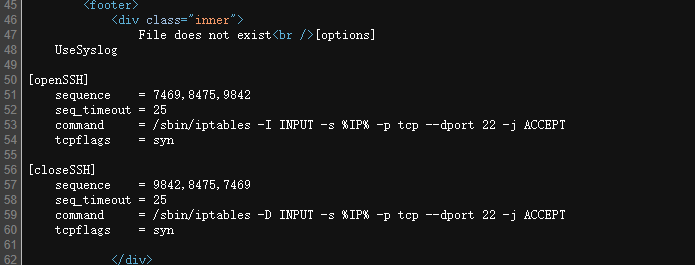 45 <footer>
46 <div class="inner">
47 File does not exist<br />[options]
48 UseSyslog
49
50 [openSSH]
51 sequence = 7469,8475,9842
52 seq_timeout = 25
53 command = /sbin/iptables -I INPUT -s %IP% -p tcp --dport 22 -j ACCEPT
54 tcpflags = syn
55
56 [closeSSH]
57 sequence = 9842,8475,7469
58 seq_timeout = 25
59 command = /sbin/iptables -D INPUT -s %IP% -p tcp --dport 22 -j ACCEPT
60 tcpflags = syn
61
62 </div>